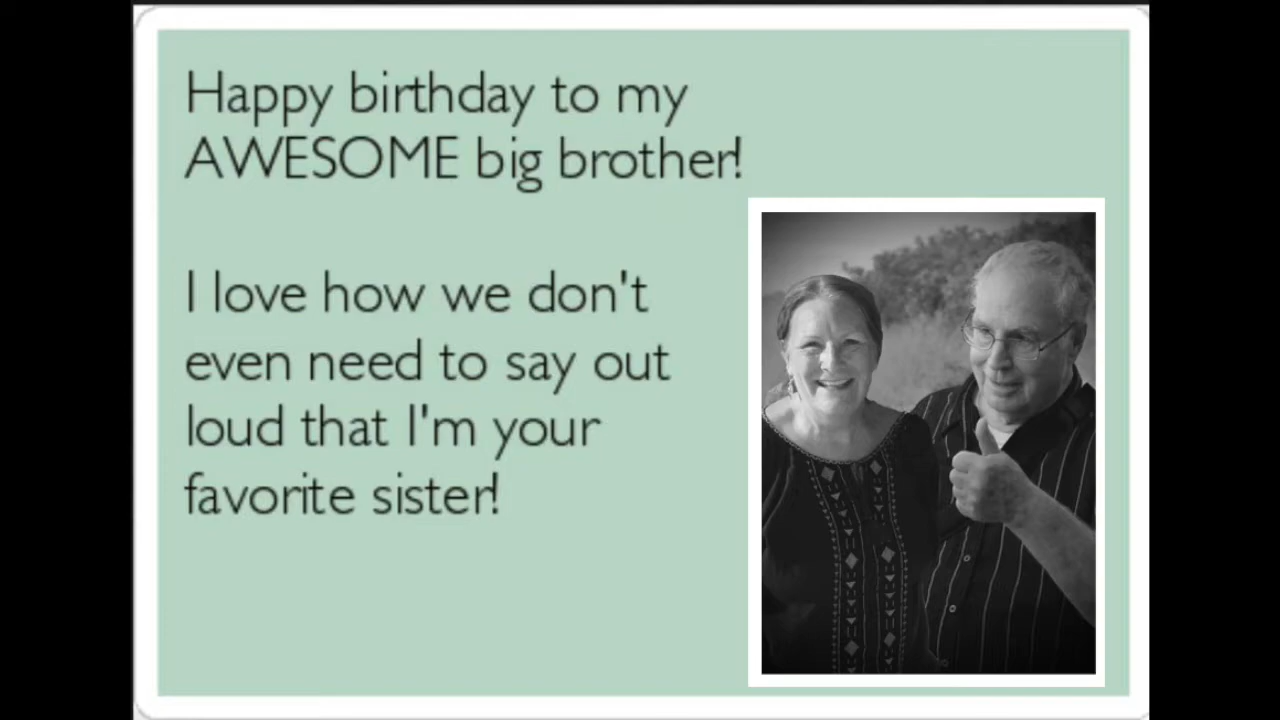 Happy birthday to my
AWESOME big brother!
I love how we don't
even need to say out
loud that I'm your
favorite sister!